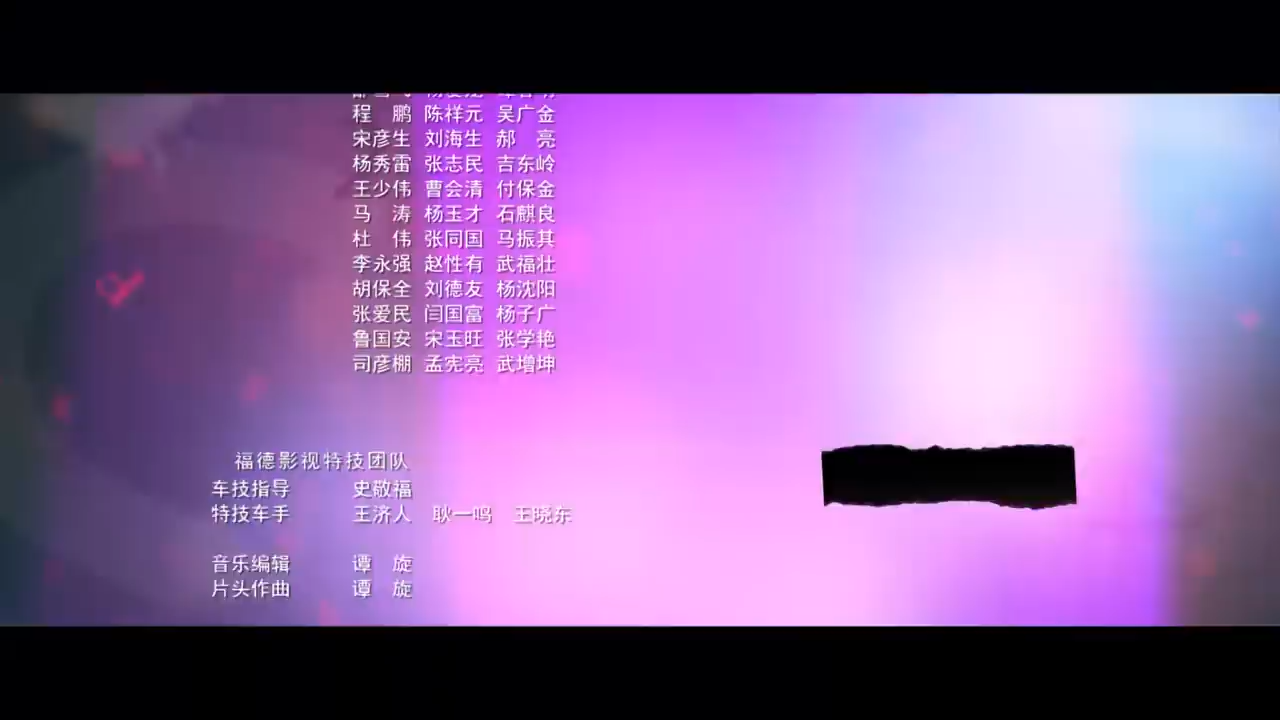 程　鹏 陈祥元 吴广金
宋彦生 刘海生 郝　亮
杨秀雷 张志民 吉东岭
王少伟 曹会清 付保金
马　涛 杨玉才 石麒良
杜　伟 张同国 马振其
李永强 赵性有 武福壮
胡保全 刘德友 杨沈阳
张爱民 闫国富 杨子广
鲁国安 宋玉旺 张学艳
司彦棚 孟宪亮 武增坤
福德影视特技团队
车技指导 史敬福
特技车手 王济人 耿一鸣 王晓东
音乐编辑 谭　旋
片头作曲 谭　旋